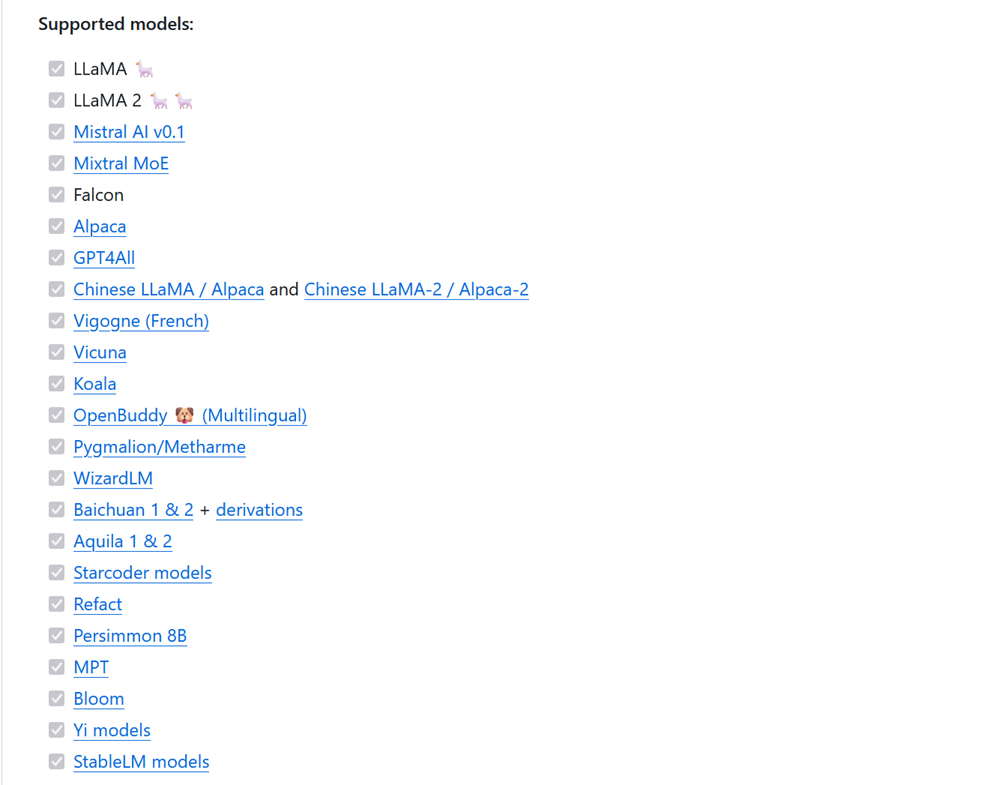 Supported models:
LLaMA 🦙
LLaMA 2 🦙🦙
Mistral AI v0.1
Mixtral MoE
Falcon
Alpaca
GPT4All
Chinese LLaMA / Alpaca and Chinese LLaMA-2 / Alpaca-2
Vigogne (French)
Vicuna
Koala
OpenBuddy 🐶 (Multilingual)
Pygmalion/Metharme
WizardLM
Baichuan 1 & 2 + derivations
Aquila 1 & 2
Starcoder models
Refact
Persimmon 8B
MPT
Bloom
Yi models
StableLM models